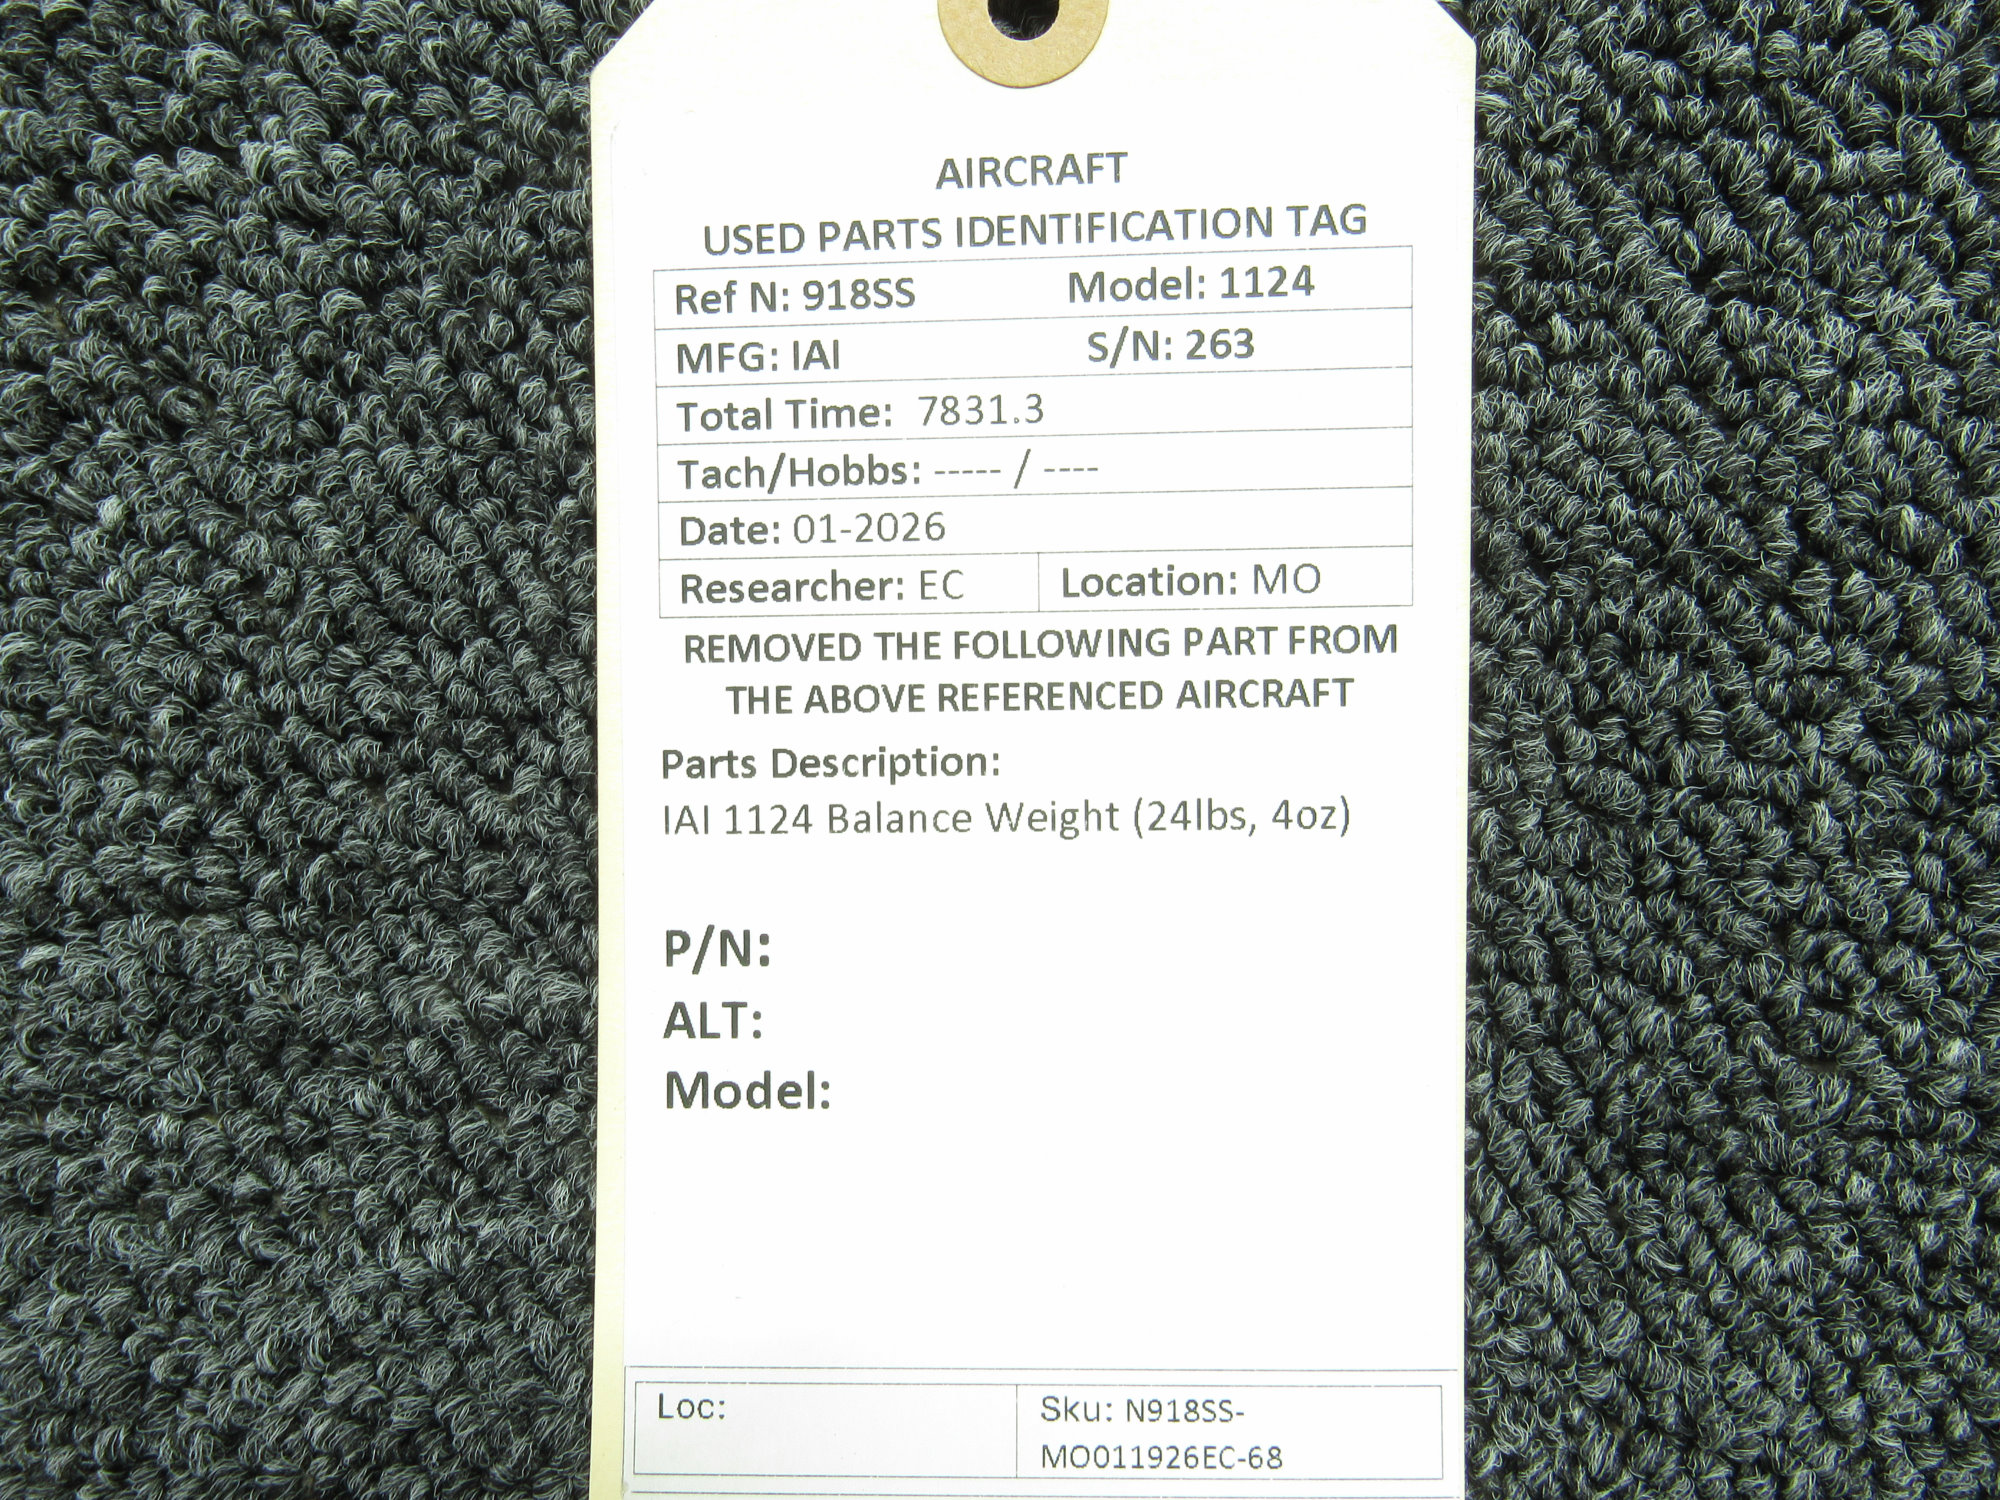 AIRCRAFT
USED PARTS IDENTIFICATION TAG
Ref N: 918SS Model: 1124
MFG: IAI S/N: 263
Total Time: 7831.3
Tach/Hobbs: ----- / ----
Date: 01-2026
Researcher: EC Location: MO
REMOVED THE FOLLOWING PART FROM
THE ABOVE REFERENCED AIRCRAFT
Parts Description:
IAI 1124 Balance Weight (24lbs, 4oz)
P/N:
ALT:
Model:
Loc: Sku: N918SS-
MO011926EC-68